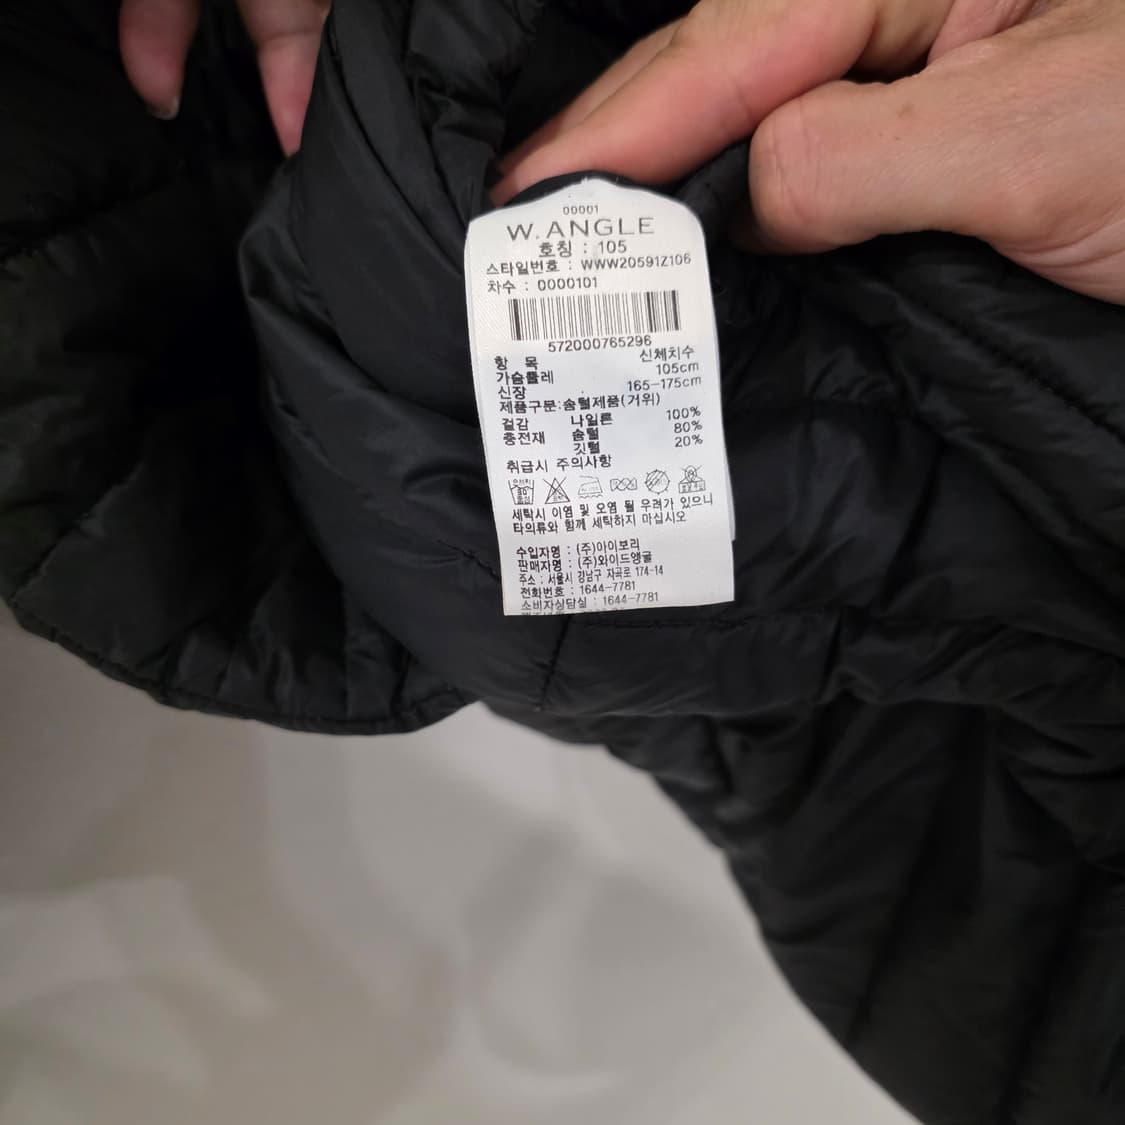 00001
W.ANGLE
호칭 : 105
스타일번호 : WWW20591Z106
차수 : 0000101
572000765296
항 목 신체치수
가슴둘레 105cm
신장 165-175cm
제품구분:솜털제품(거위)
겉감 나일론 100%
충전재 솜털 80%
깃털 20%
취급시 주의사항
세탁시 이염 및 오염 될 우려가 있으니
타의류와 함께 세탁하지 마십시오
수입자명 : (주)아이보리
판매자명 : (주)와이드앵글
주소 : 서울시 강남구 자곡로 174-14
전화번호 : 1644-7781
소비자상담실 : 1644-7781